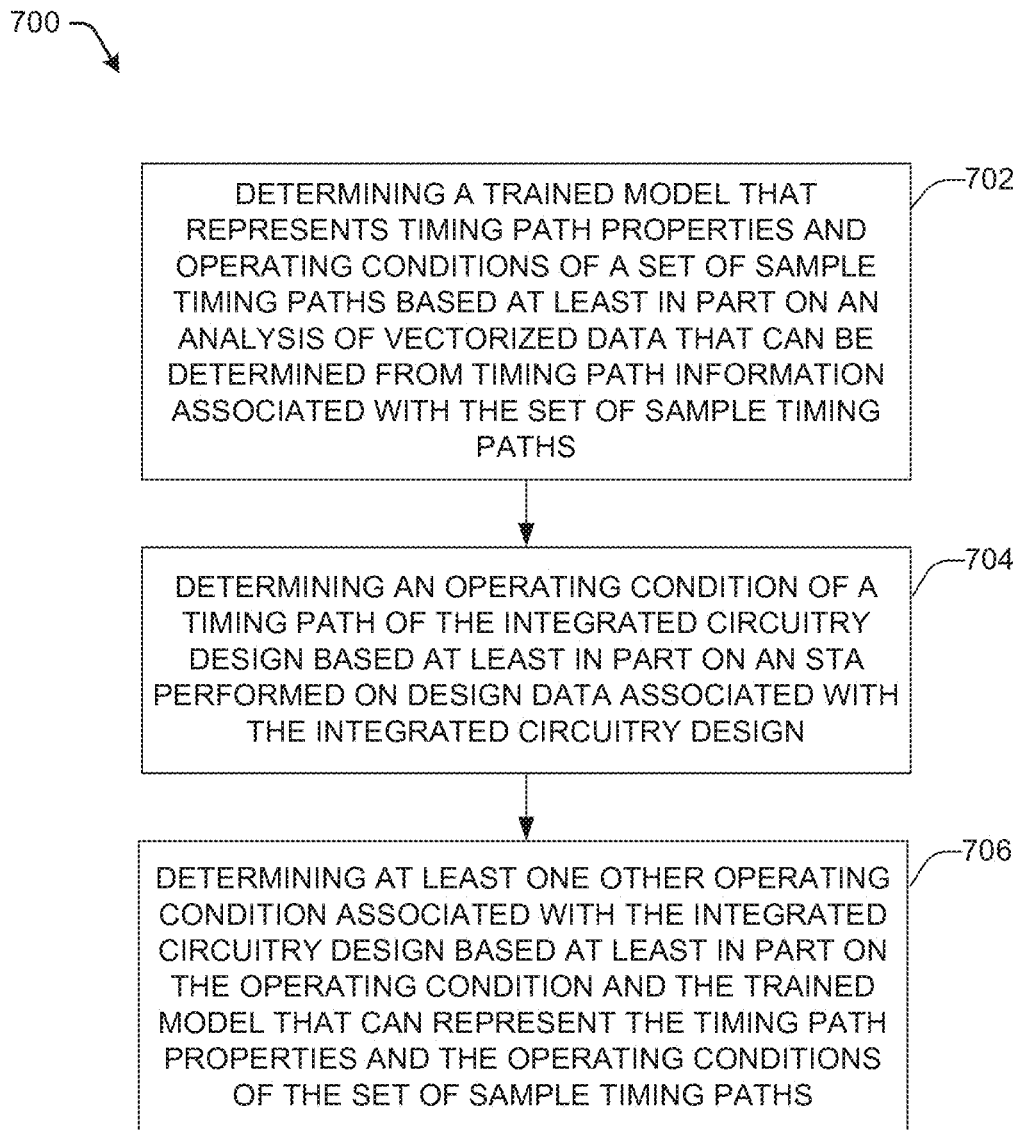 700
702
DETERMINING A TRAINED MODEL THAT
REPRESENTS TIMING PATH PROPERTIES AND
OPERATING CONDITIONS OF A SET OF SAMPLE
TIMING PATHS BASED AT LEAST IN PART ON AN
ANALYSIS OF VECTORIZED DATA THAT CAN BE
DETERMINED FROM TIMING PATH INFORMATION
ASSOCIATED WITH THE SET OF SAMPLE TIMING
PATHS
704
DETERMINING AN OPERATING CONDITION OF A
TIMING PATH OF THE INTEGRATED CIRCUITRY
DESIGN BASED AT LEAST IN PART ON AN STA
PERFORMED ON DESIGN DATA ASSOCIATED WITH
THE INTEGRATED CIRCUITRY DESIGN
706
DETERMINING AT LEAST ONE OTHER OPERATING
CONDITION ASSOCIATED WITH THE INTEGRATED
CIRCUITRY DESIGN BASED AT LEAST IN PART ON
THE OPERATING CONDITION AND THE TRAINED
MODEL THAT CAN REPRESENT THE TIMING PATH
PROPERTIES AND THE OPERATING CONDITIONS
OF THE SET OF SAMPLE TIMING PATHS